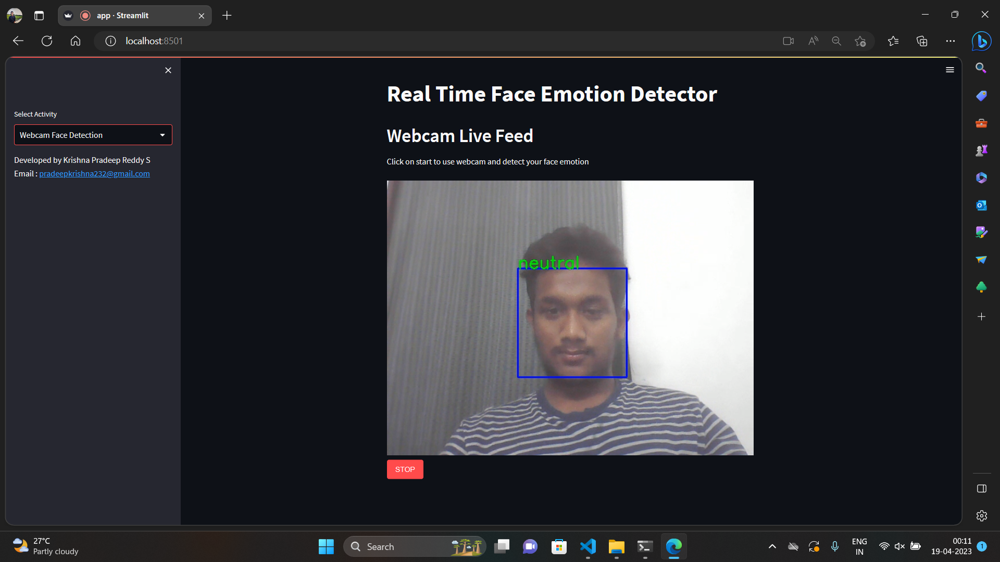 app · Streamlit
localhost:8501
Select Activity
Webcam Face Detection
Developed by Krishna Pradeep Reddy S
Email : pradeepkrishna232@gmail.com
Real Time Face Emotion Detector
Webcam Live Feed
Click on start to use webcam and detect your face emotion
neutral
STOP
27°C
Partly cloudy
Search
ENG
IN
00:11
19-04-2023
1